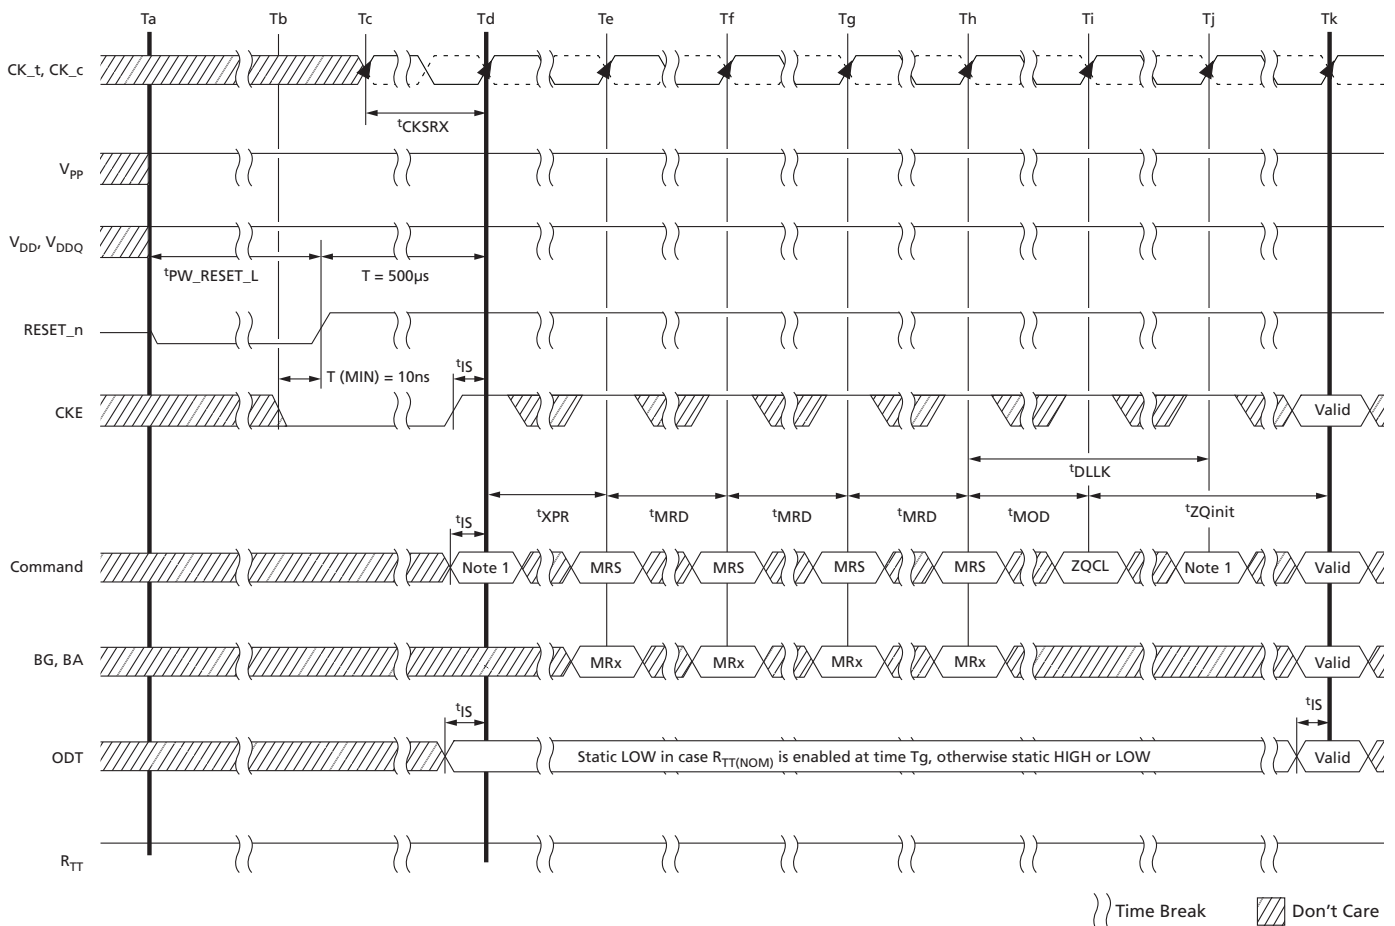 Ta Tb Tc Td Te Tf Tg Th Ti Tj Tk
CK_t, CK_c
tCKSRX
VPP
VDD, VDDQ
tPW_RESET_L T = 500µs
RESET_n
T (MIN) = 10ns tIS
CKE Valid
tDLLK
tXPR tMRD tMRD tMRD tMOD tZQinit
tIS
Command Note 1 MRS MRS MRS MRS ZQCL Note 1 Valid
BG, BA MRx MRx MRx MRx Valid
tIS tIS
ODT Static LOW in case RTT(NOM) is enabled at time Tg, otherwise static HIGH or LOW Valid
RTT
Time Break Don't Care